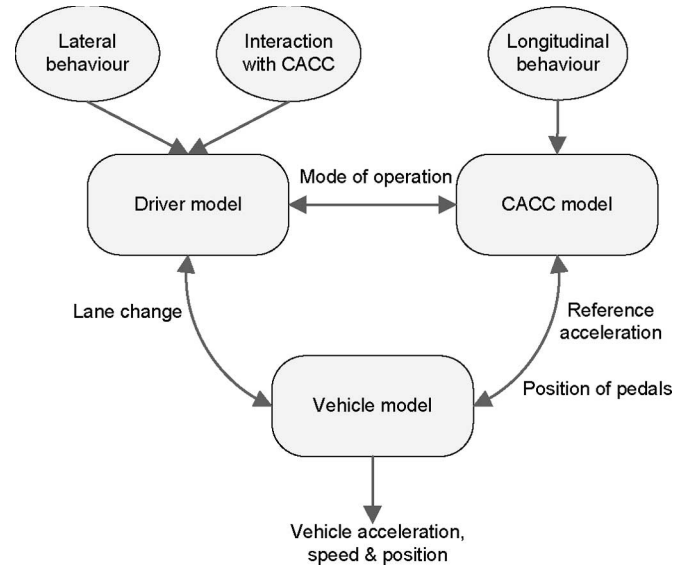 Lateral
behaviour
Interaction
with CACC
Longitudinal
behaviour
Mode of operation
Driver model
CACC model
Lane change
Reference
acceleration
Position of pedals
Vehicle model
Vehicle acceleration,
speed & position